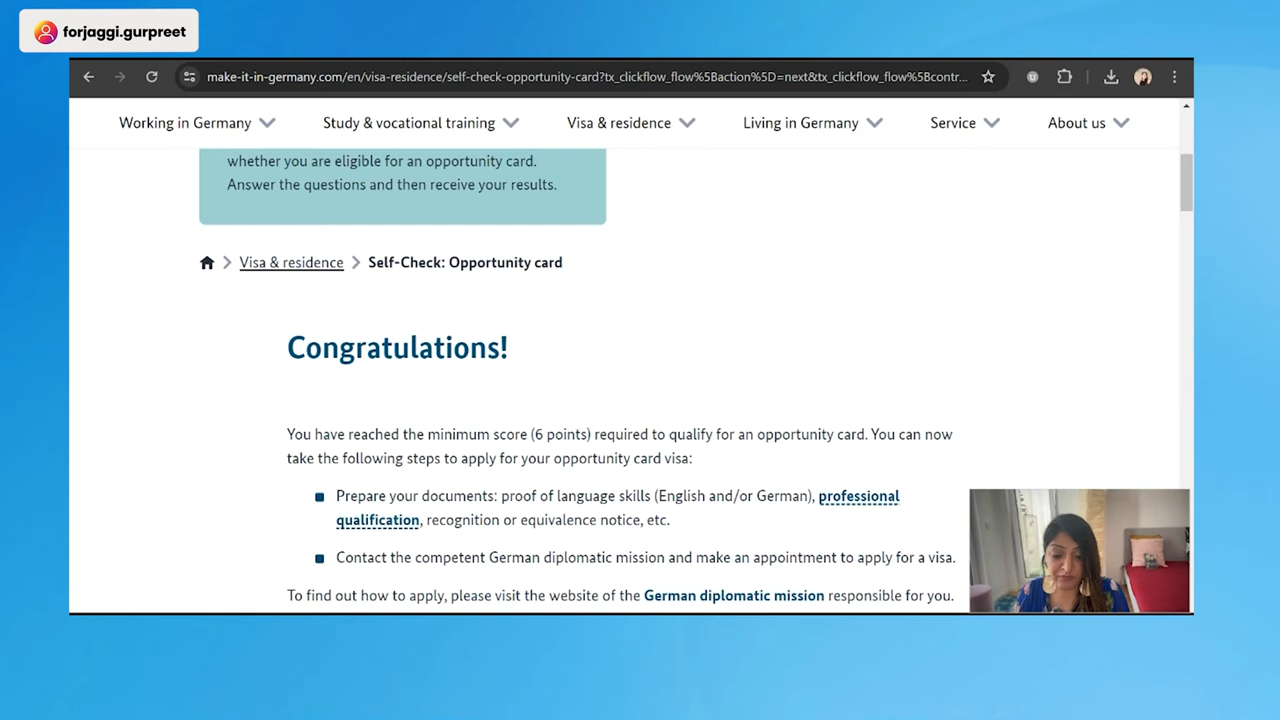 forjaggi.gurpreet
make-it-in-germany.com/en/visa-residence/self-check-opportunity-card?tx_clickflow_flow%5Baction%5D=next&tx_clickflow_flow%5Bcontr...
Working in Germany
Study & vocational training
Visa & residence
Living in Germany
Service
About us
whether you are eligible for an opportunity card.
Answer the questions and then receive your results.
Visa & residence
Self-Check: Opportunity card
Congratulations!
You have reached the minimum score (6 points) required to qualify for an opportunity card. You can now
take the following steps to apply for your opportunity card visa:
Prepare your documents: proof of language skills (English and/or German), professional
qualification, recognition or equivalence notice, etc.
Contact the competent German diplomatic mission and make an appointment to apply for a visa.
To find out how to apply, please visit the website of the German diplomatic mission responsible for you.